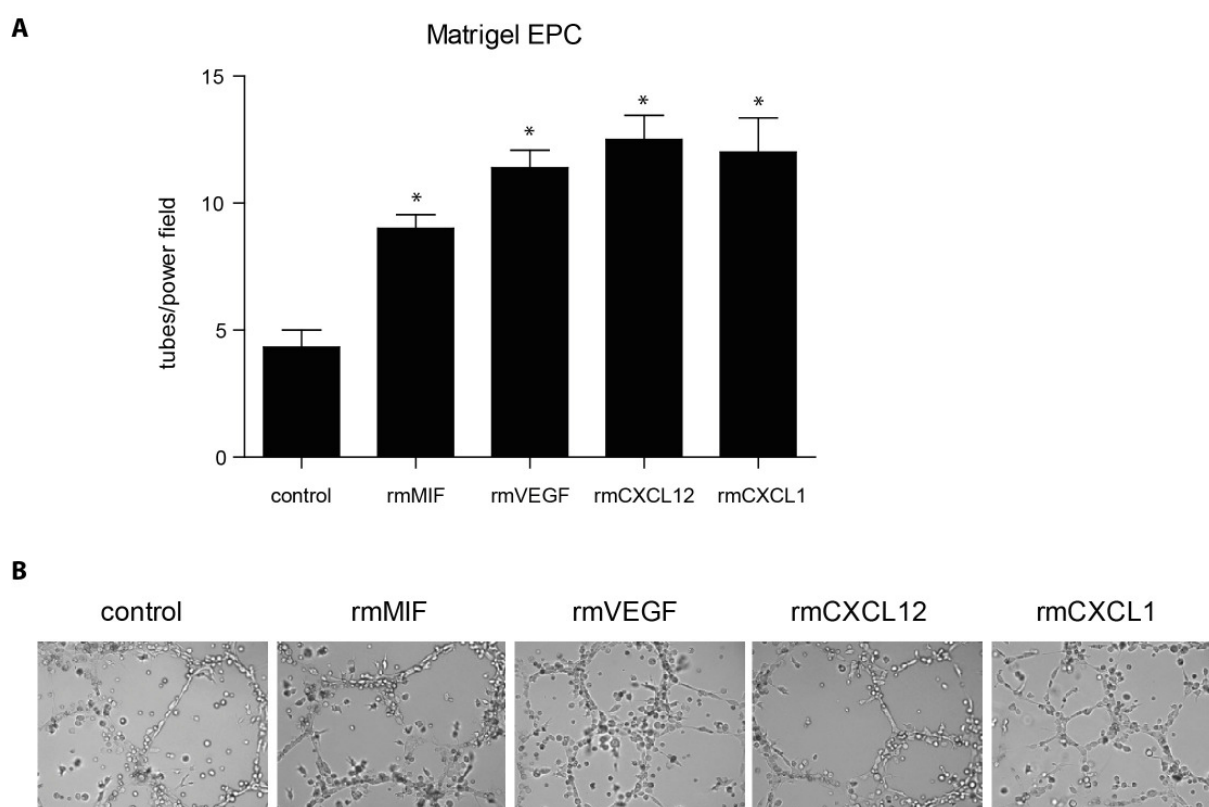 A
Matrigel EPC
tubes/power field
15
10
5
0
*
*
*
*
control rmMIF rmVEGF rmCXCL12 rmCXCL1
B
control rmMIF rmVEGF rmCXCL12 rmCXCL1